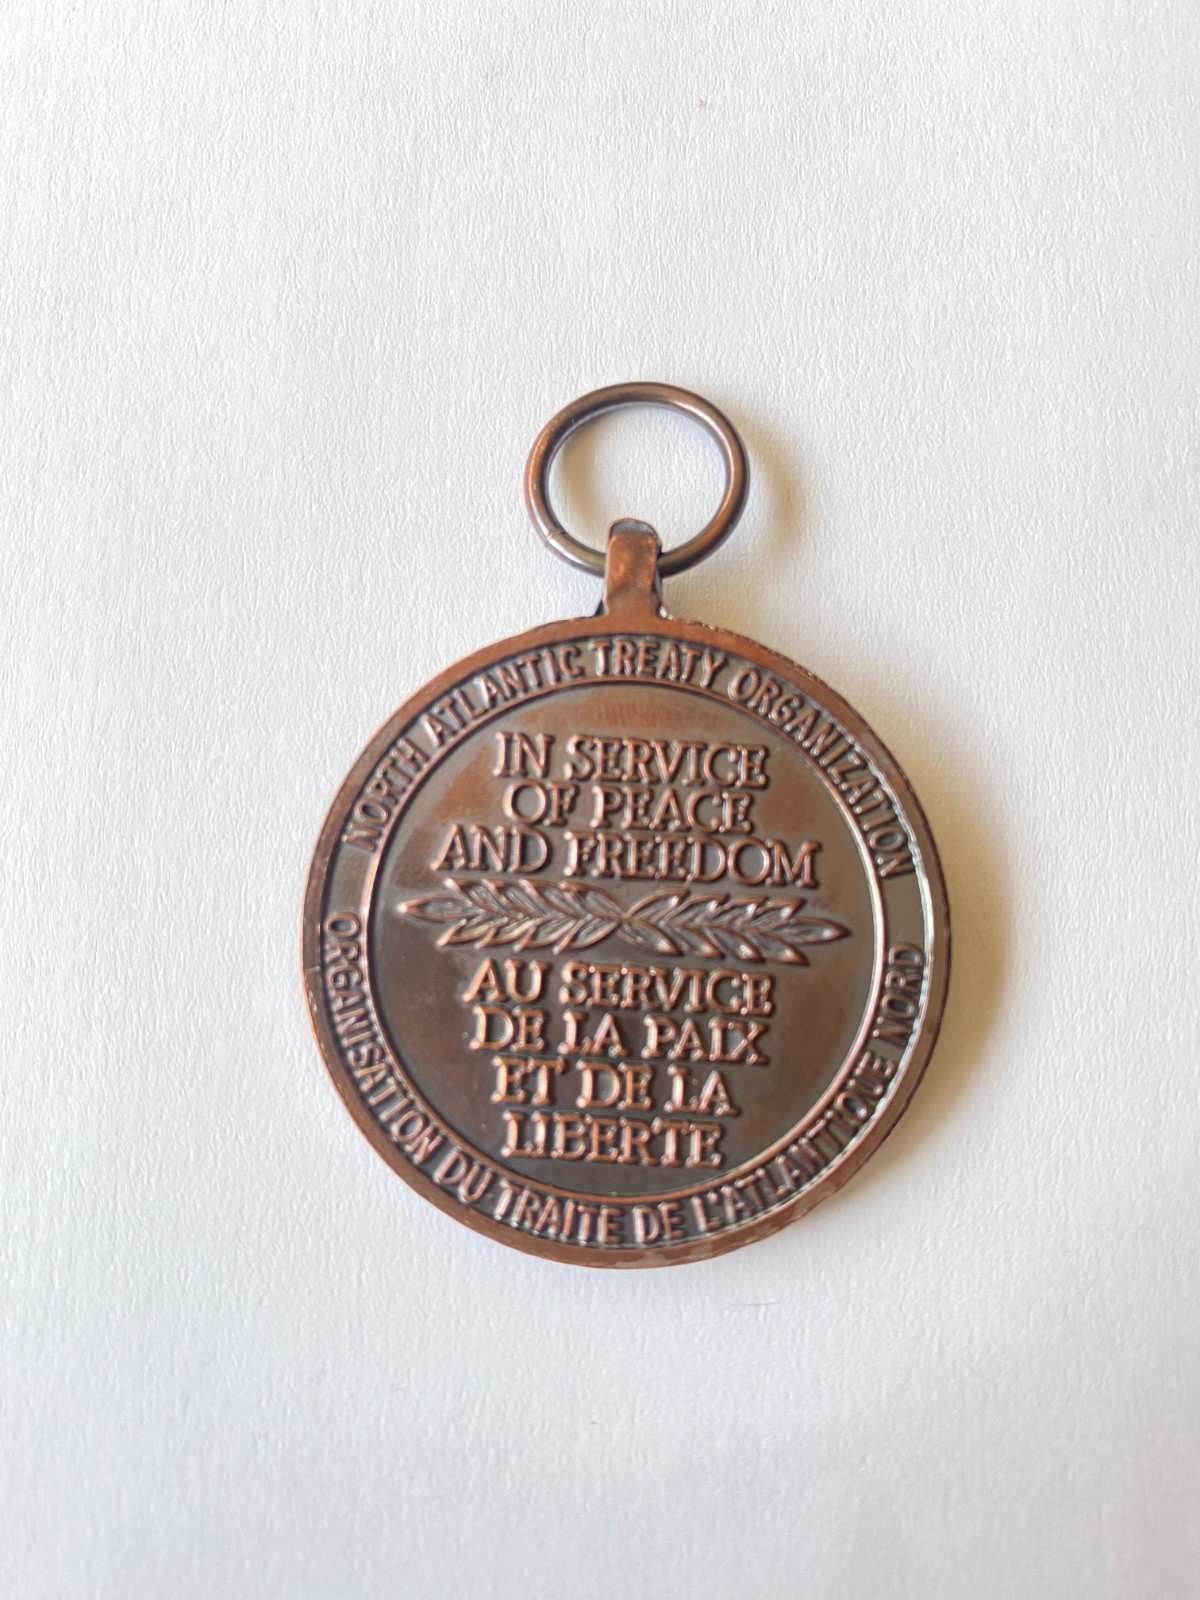 NORTH ATLANTIC TREATY ORGANIZATION
IN SERVICE
OF PEACE
AND FREEDOM
AU SERVICE
DE LA PAIX
ET DE LA
LIBERTE
ORGANISATION DU TRAITE DE L'ATLANTIQUE NORD